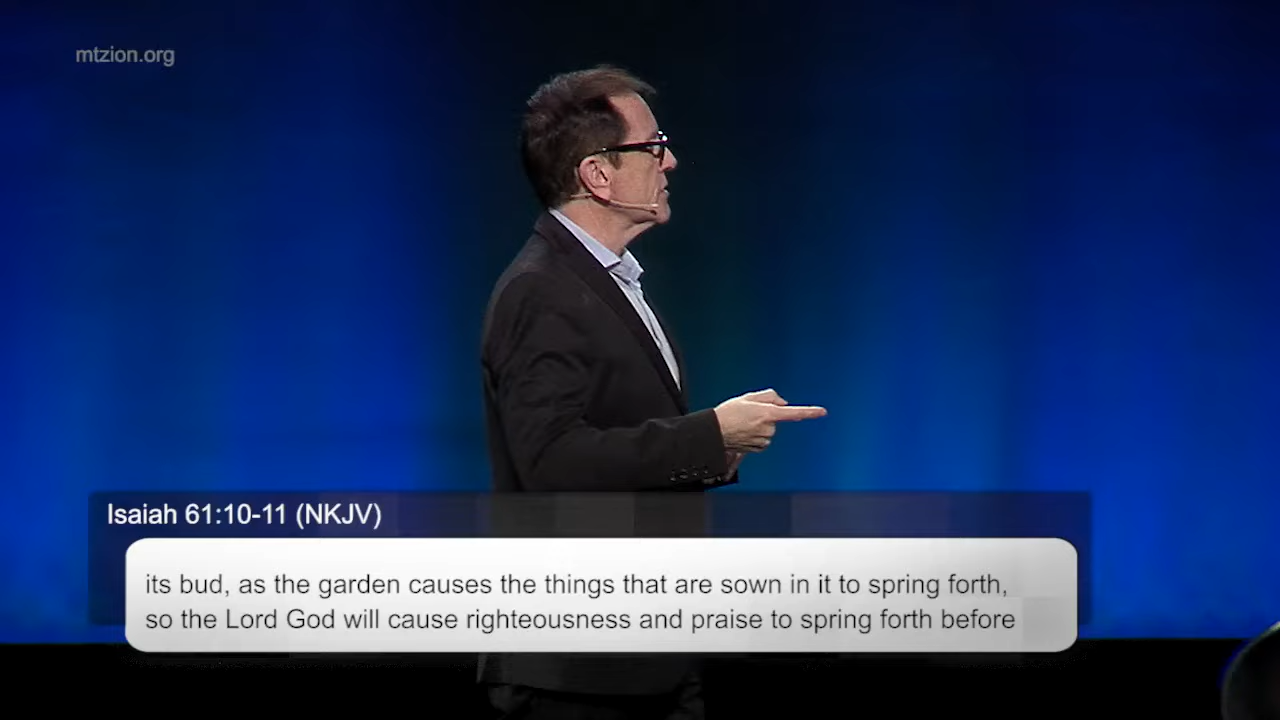 mtzion.org
Isaiah 61:10-11 (NKJV)
its bud, as the garden causes the things that are sown in it to spring forth,
so the Lord God will cause righteousness and praise to spring forth before